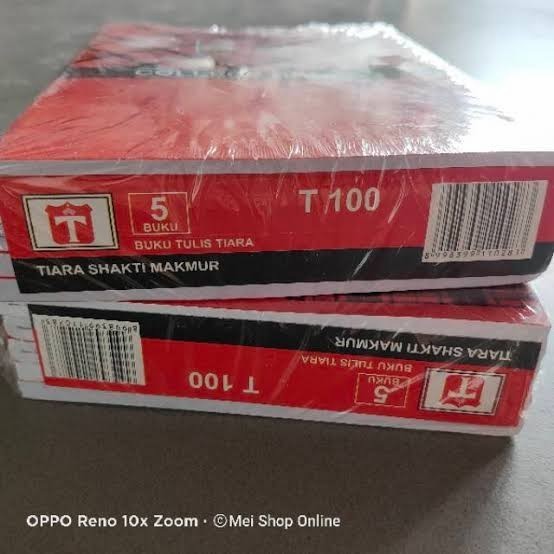 T
5
BUKU
BUKU TULIS TIARA
T 100
TIARA SHAKTI MAKMUR
TIARA SHAKTI MAKMUR
T
5
BUKU
BUKU TULIS TIARA
T 100
OPPO Reno 10x Zoom · ©Mei Shop Online